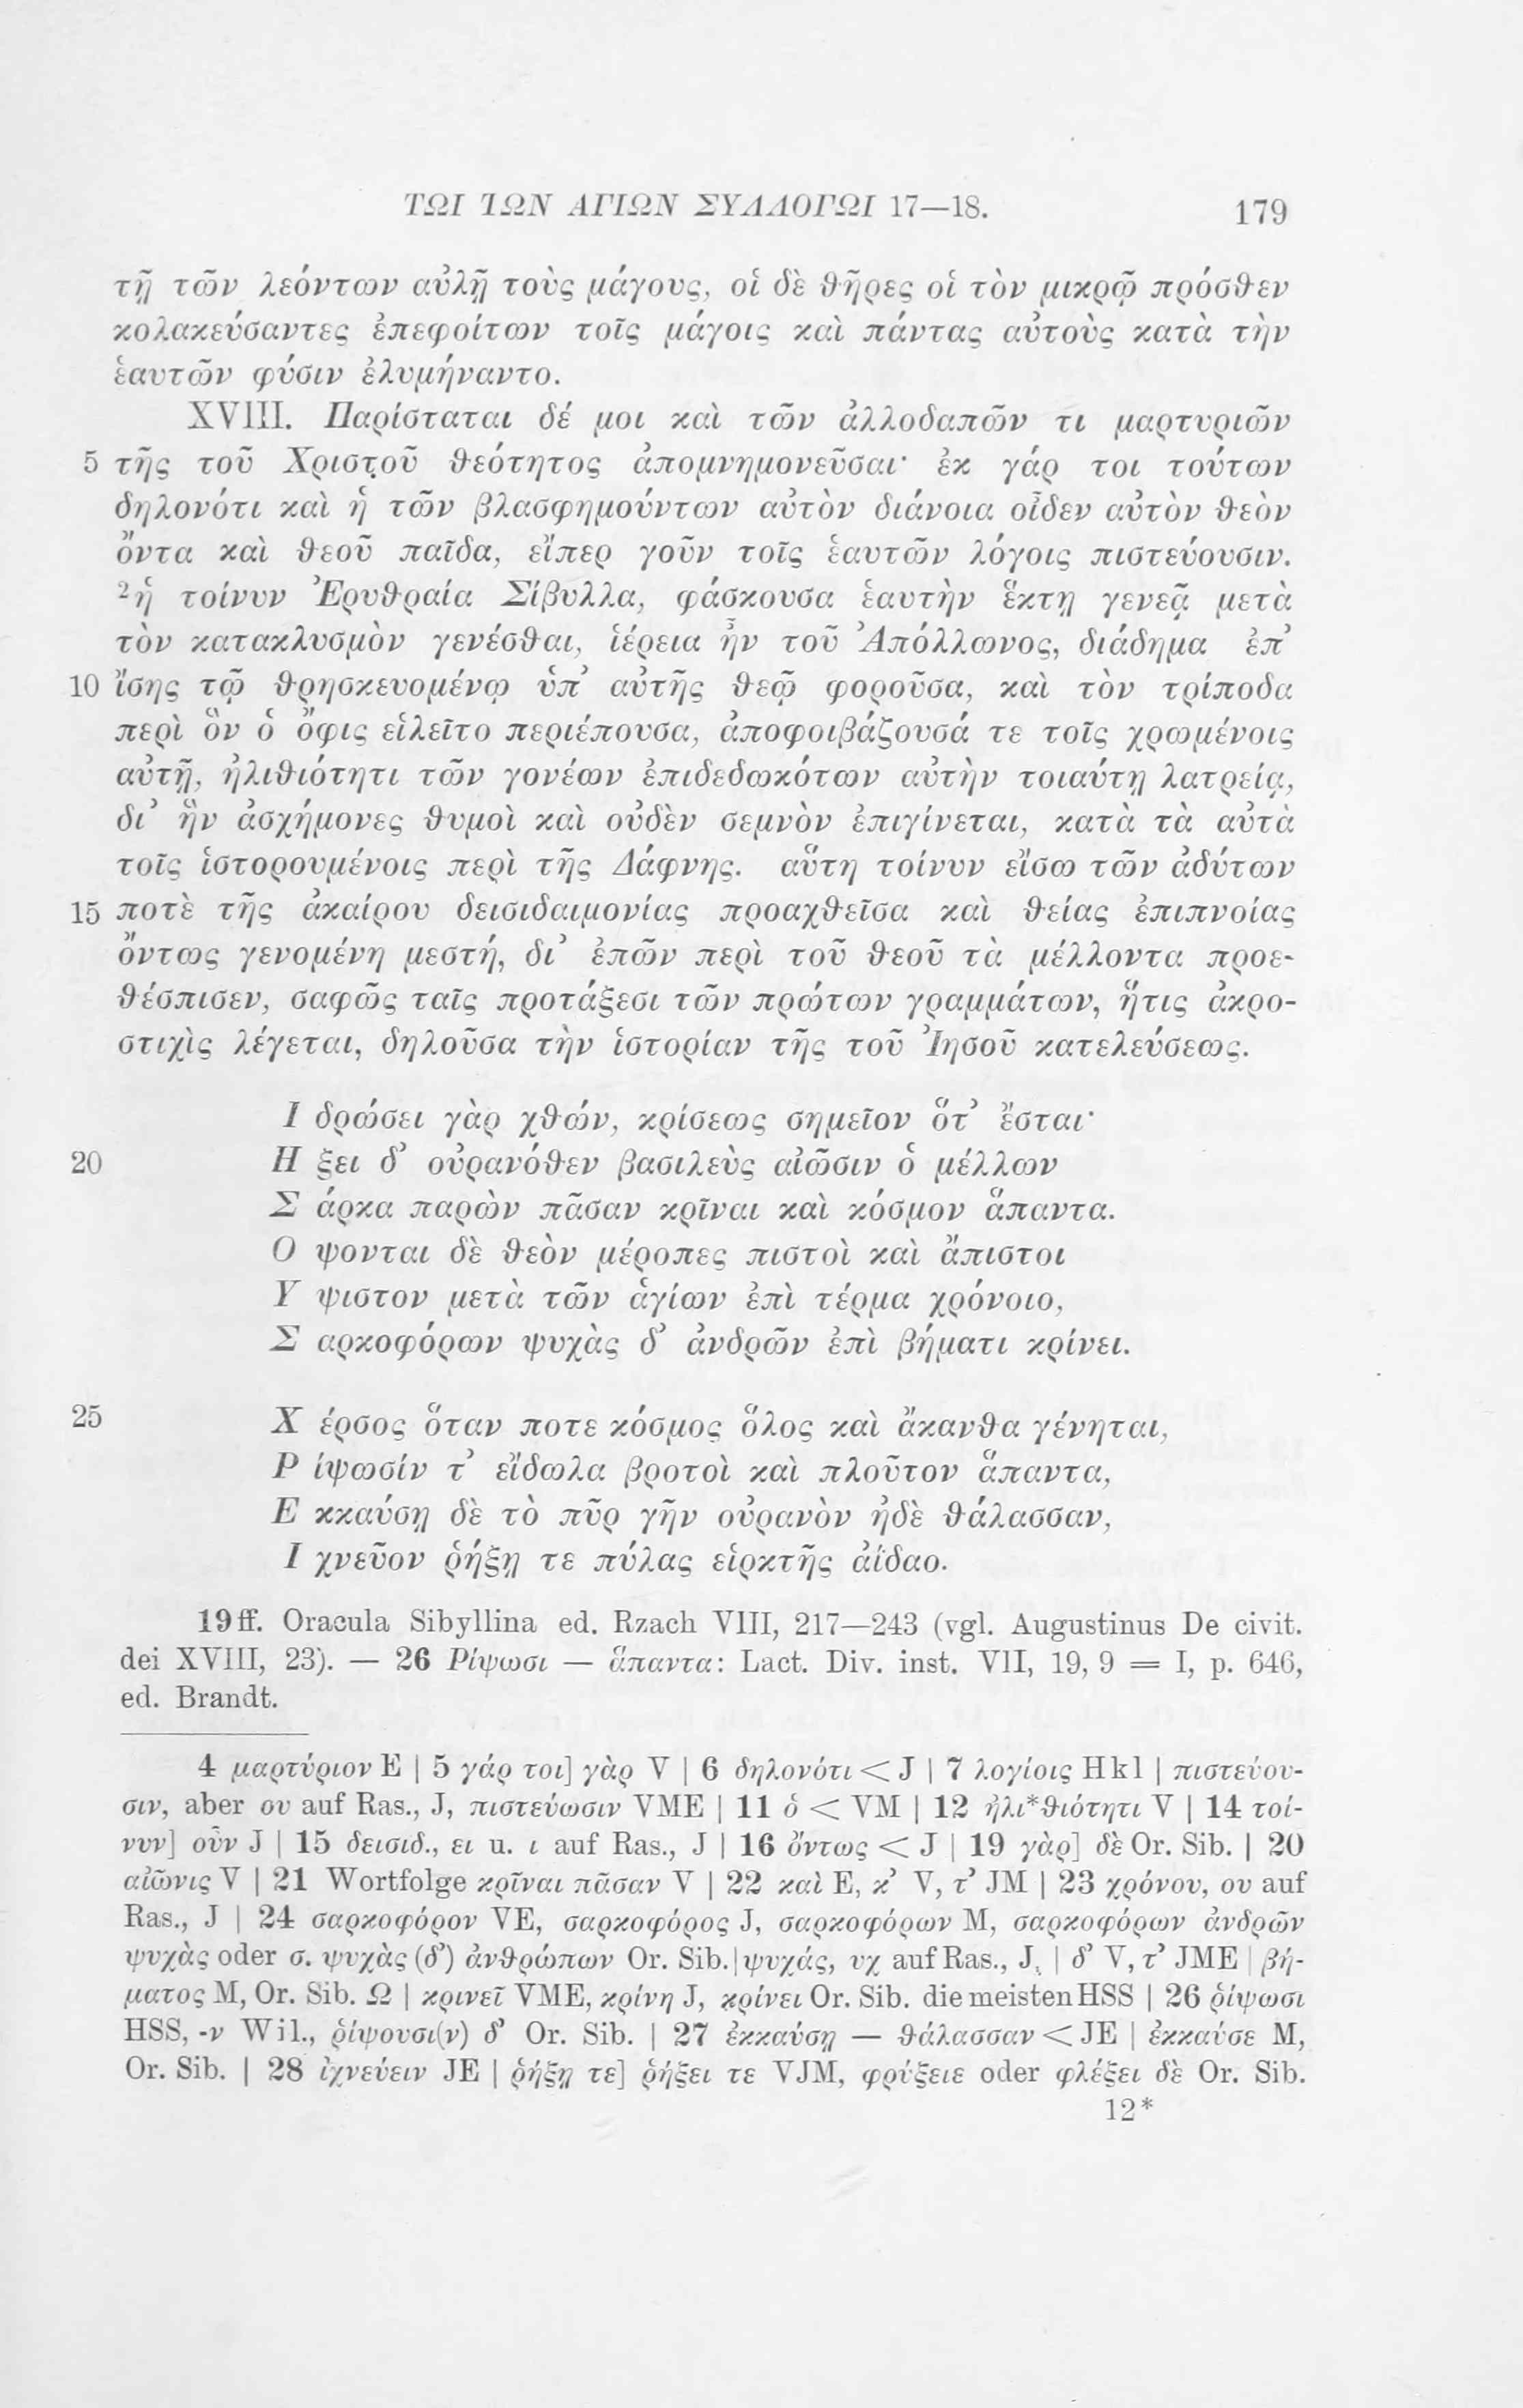 ΤΩΙ ΤΩΝ ΑΓΙΩΝ ΣΥΛΛΟΓΩΙ 17—18. 179
τῇ τῶν λεόντων αὐλῇ τοὺς μάγους, οἱ δὲ θῆρες οἱ τὸν μικρῷ πρόσθεν
κολακεύσαντες ἐπεφοίτων τοῖς μάγοις καὶ πάντας αὐτοὺς κατὰ τὴν
ἑαυτῶν φύσιν ἐλυμήναντο.
XVIII. Παρίσταται δέ μοι καὶ τῶν ἀλλοδαπῶν τι μαρτυριῶν
5 τῆς τοῦ Χριστοῦ θεότητος ἀπομνημονεῦσαι· ἐκ γάρ τοι τούτων
δηλονότι καὶ ἡ τῶν βλασφημούντων αὐτὸν διάνοια οἶδεν αὐτὸν θεὸν
ὄντα καὶ θεοῦ παῖδα, εἴπερ γοῦν τοῖς ἑαυτῶν λόγοις πιστεύουσιν.
²ἡ τοίνυν Ἐρυθραία Σίβυλλα, φάσκουσα ἑαυτὴν ἕκτῃ γενεᾷ μετὰ
τὸν κατακλυσμὸν γενέσθαι, ἱέρεια ἦν τοῦ Ἀπόλλωνος, διάδημα ἐπ’
10 ἴσης τῷ θρησκευομένῳ ὑπ’ αὐτῆς θεῷ φοροῦσα, καὶ τὸν τρίποδα
περὶ ὃν ὁ ὄφις εἱλεῖτο περιέπουσα, ἀποφοιβάζουσά τε τοῖς χρωμένοις
αὐτῇ, ἠλιθιότητι τῶν γονέων ἐπιδεδωκότων αὐτὴν τοιαύτῃ λατρείᾳ,
δι’ ἣν ἀσχήμονες θυμοὶ καὶ οὐδὲν σεμνὸν ἐπιγίνεται, κατὰ τὰ αὐτὰ
τοῖς ἱστορουμένοις περὶ τῆς Δάφνης. αὕτη τοίνυν εἴσω τῶν ἀδύτων
15 ποτὲ τῆς ἀκαίρου δεισιδαιμονίας προαχθεῖσα καὶ θείας ἐπιπνοίας
ὄντως γενομένη μεστή, δι’ ἐπῶν περὶ τοῦ θεοῦ τὰ μέλλοντα προε-
θέσπισεν, σαφῶς ταῖς προτάξεσι τῶν πρώτων γραμμάτων, ἥτις ἀκρο-
στιχὶς λέγεται, δηλοῦσα τὴν ἱστορίαν τῆς τοῦ Ἰησοῦ κατελεύσεως.
Ι δρώσει γὰρ χθών, κρίσεως σημεῖον ὅτ’ ἔσται·
20 Η ξει δ’ οὐρανόθεν βασιλεὺς αἰῶσιν ὁ μέλλων
Σ άρκα παρὼν πᾶσαν κρῖναι καὶ κόσμον ἅπαντα.
Ο ψονται δὲ θεὸν μέροπες πιστοὶ καὶ ἄπιστοι
Υ ψιστον μετὰ τῶν ἁγίων ἐπὶ τέρμα χρόνοιο,
Σ αρκοφόρων ψυχὰς δ’ ἀνδρῶν ἐπὶ βήματι κρίνει.
25 Χ έρσος ὅταν ποτε κόσμος ὅλος καὶ ἄκανθα γένηται,
Ρ ίψωσίν τ’ εἴδωλα βροτοὶ καὶ πλοῦτον ἅπαντα,
Ε κκαύσῃ δὲ τὸ πῦρ γῆν οὐρανὸν ἠδὲ θάλασσαν,
Ι χνεῦον ῥήξῃ τε πύλας εἱρκτῆς ἀίδαο.
19 ff. Oracula Sibyllina ed. Rzach VIII, 217—243 (vgl. Augustinus De civit.
dei XVIII, 23). — 26 Ρίψωσι — ἅπαντα: Lact. Div. inst. VII, 19, 9 = I, p. 646,
ed. Brandt.
4 μαρτύριον E | 5 γάρ τοι] γὰρ V | 6 δηλονότι < J | 7 λογίοις Hkl | πιστεύου-
σιν, aber ου auf Ras., J, πιστεύωσιν VME | 11 ὁ < VM | 12 ἠλι*θιότητι V | 14 τοί-
νυν] οὖν J | 15 δεισιδ., ει u. ι auf Ras., J | 16 ὄντως < J | 19 γὰρ] δὲ Or. Sib. | 20
αἰῶνις V | 21 Wortfolge κρῖναι πᾶσαν V | 22 καὶ E, κ’ V, τ’ JM | 23 χρόνου, ου auf
Ras., J | 24 σαρκοφόρον VE, σαρκοφόρος J, σαρκοφόρων M, σαρκοφόρων ἀνδρῶν
ψυχὰς oder σ. ψυχὰς (δ’) ἀνθρώπων Or. Sib. | ψυχάς, υχ auf Ras., J, | δ’ V, τ’ JME | βή-
ματος M, Or. Sib. Ω | κρινεῖ VME, κρίνη J, κρίνει Or. Sib. die meisten HSS | 26 ῥίψωσι
HSS, -ν Wil., ῥίψουσι(ν) δ’ Or. Sib. | 27 ἐκκαύσῃ — θάλασσαν < JE | ἐκκαύσε M,
Or. Sib. | 28 ἰχνεύειν JE | ῥήξῃ τε] ῥήξει τε VJM, φρύξειε oder φλέξει δὲ Or. Sib.
12*